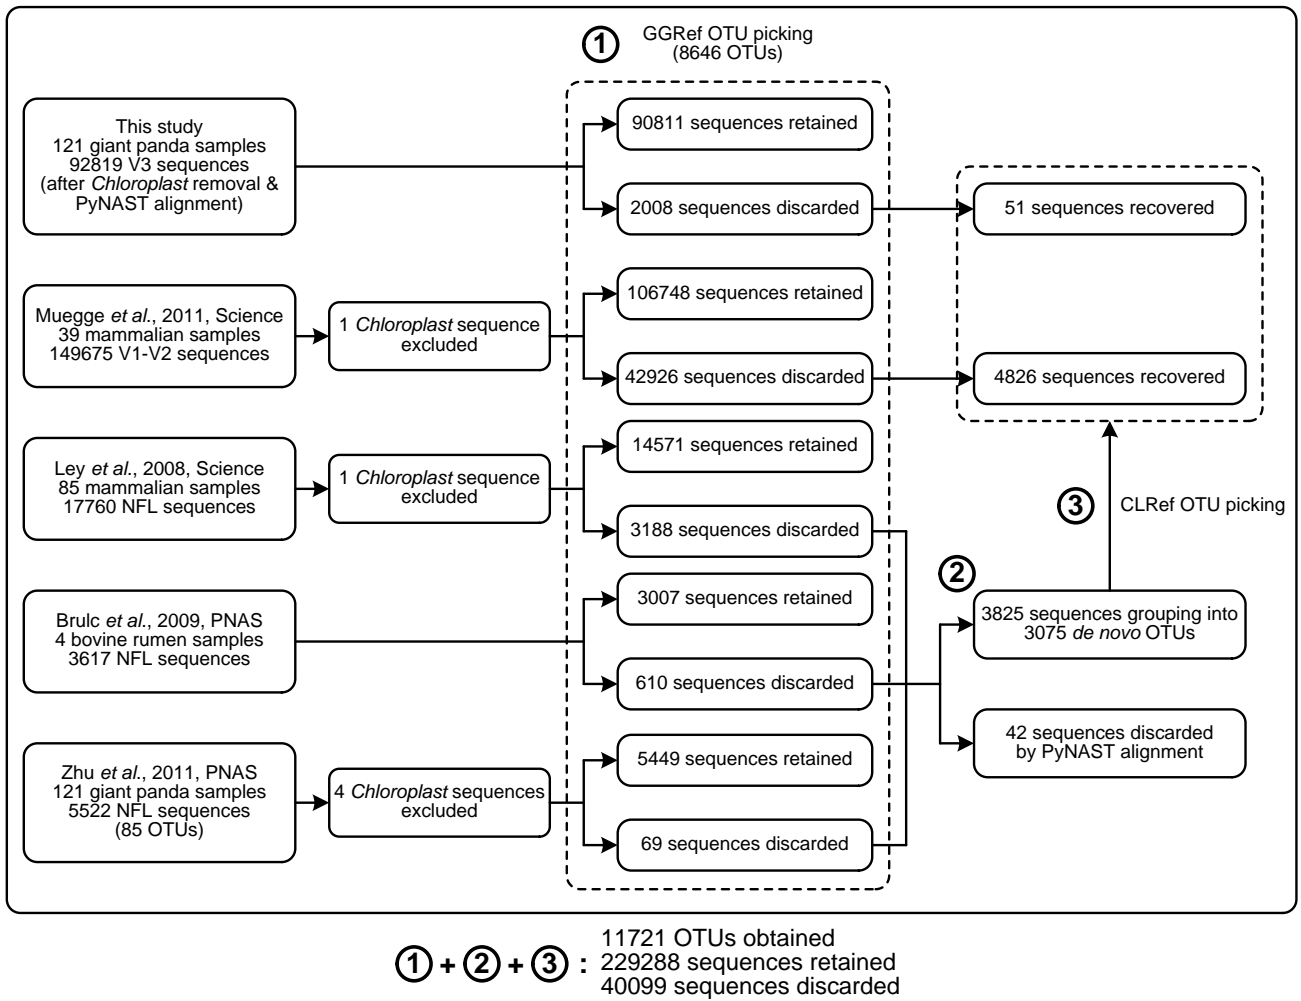 1
GGRef OTU picking
(8646 OTUs)
This study
121 giant panda samples
92819 V3 sequences
(after Chloroplast removal &
PyNAST alignment)
90811 sequences retained
2008 sequences discarded
51 sequences recovered
Muegge et al., 2011, Science
39 mammalian samples
149675 V1-V2 sequences
1 Chloroplast sequence
excluded
106748 sequences retained
42926 sequences discarded
4826 sequences recovered
Ley et al., 2008, Science
85 mammalian samples
17760 NFL sequences
1 Chloroplast sequence
excluded
14571 sequences retained
3188 sequences discarded
3
CLRef OTU picking
Brulc et al., 2009, PNAS
4 bovine rumen samples
3617 NFL sequences
3007 sequences retained
610 sequences discarded
2
3825 sequences grouping into
3075 de novo OTUs
42 sequences discarded
by PyNAST alignment
Zhu et al., 2011, PNAS
121 giant panda samples
5522 NFL sequences
(85 OTUs)
4 Chloroplast sequences
excluded
5449 sequences retained
69 sequences discarded
1 + 2 + 3 :
11721 OTUs obtained
229288 sequences retained
40099 sequences discarded